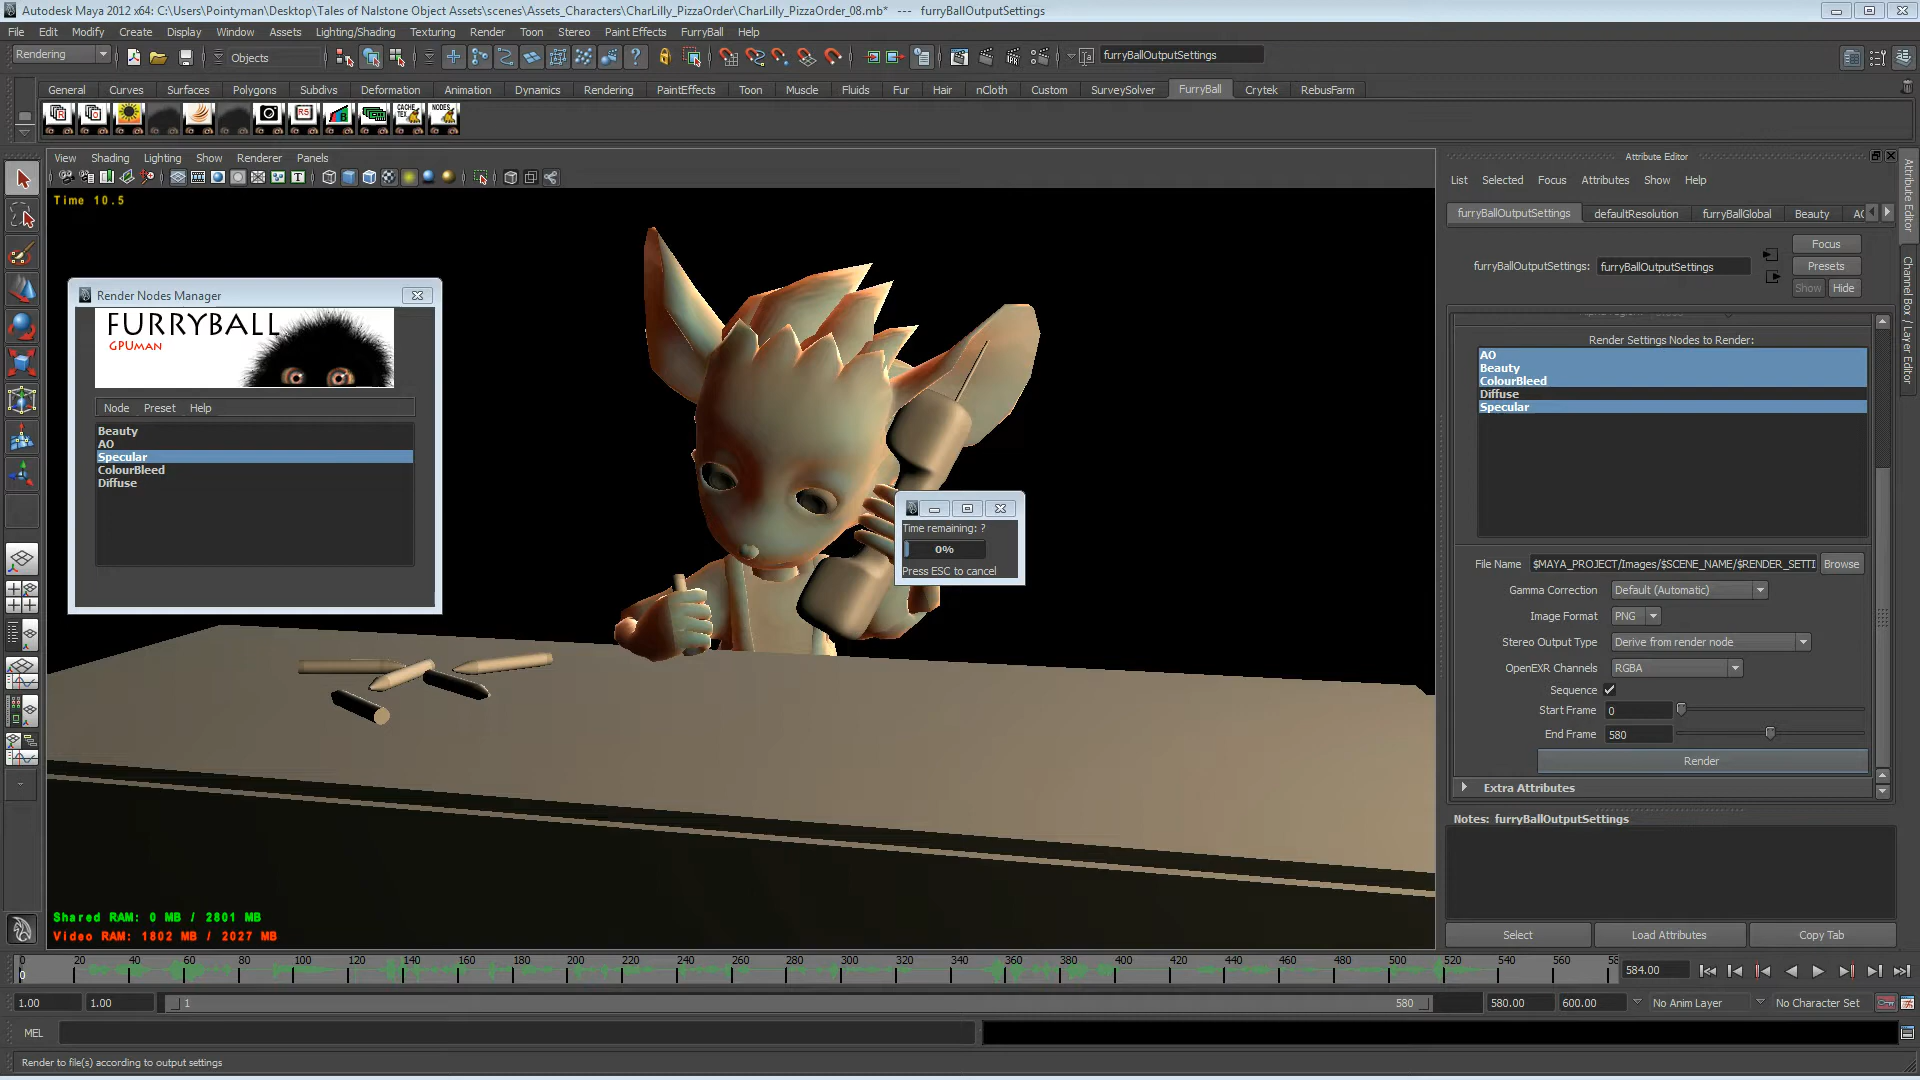 Autodesk Maya 2012 x64: C:\Users\Pointyman\Desktop\Tales of Nalstone Object Assets\scenes\Assets_Characters\CharLilly_PizzaOrder\CharLilly_PizzaOrder_08.mb* --- furryBallOutputSettings
File Edit Modify Create Display Window Assets Lighting/Shading Texturing Render Toon Stereo Paint Effects FurryBall Help
Rendering Objects furryBallOutputSettings
General Curves Surfaces Polygons Subdivs Deformation Animation Dynamics Rendering PaintEffects Toon Muscle Fluids Fur Hair nCloth Custom SurveySolver FurryBall Crytek RebusFarm
View Shading Lighting Show Renderer Panels
Time 10.5
Render Nodes Manager
FURRYBALL
GPUman
Node Preset Help
Beauty
AO
Specular
ColourBleed
Diffuse
Time remaining: ?
0%
Press ESC to cancel
Shared RAM: 0 MB / 2801 MB
Video RAM: 1802 MB / 2027 MB
Attribute Editor
List Selected Focus Attributes Show Help
furryBallOutputSettings defaultResolution furryBallGlobal Beauty
Focus
furryBallOutputSettings: furryBallOutputSettings
Presets
Show Hide
Render Settings Nodes to Render:
AO
Beauty
ColourBleed
Diffuse
Specular
File Name $MAYA_PROJECT/Images/$SCENE_NAME/$RENDER_SETTI Browse
Gamma Correction Default (Automatic)
Image Format PNG
Stereo Output Type Derive from render node
OpenEXR Channels RGBA
Sequence
Start Frame 0
End Frame 580
Render
Extra Attributes
Notes: furryBallOutputSettings
Select Load Attributes Copy Tab
Attribute Editor
Channel Box / Layer Editor
0 20 40 60 80 100 120 140 160 180 200 220 240 260 280 300 320 340 360 380 400 420 440 460 480 500 520 540 560 58
0
584.00
1.00 1.00 1 580 580.00 600.00 No Anim Layer No Character Set
MEL
Render to file(s) according to output settings